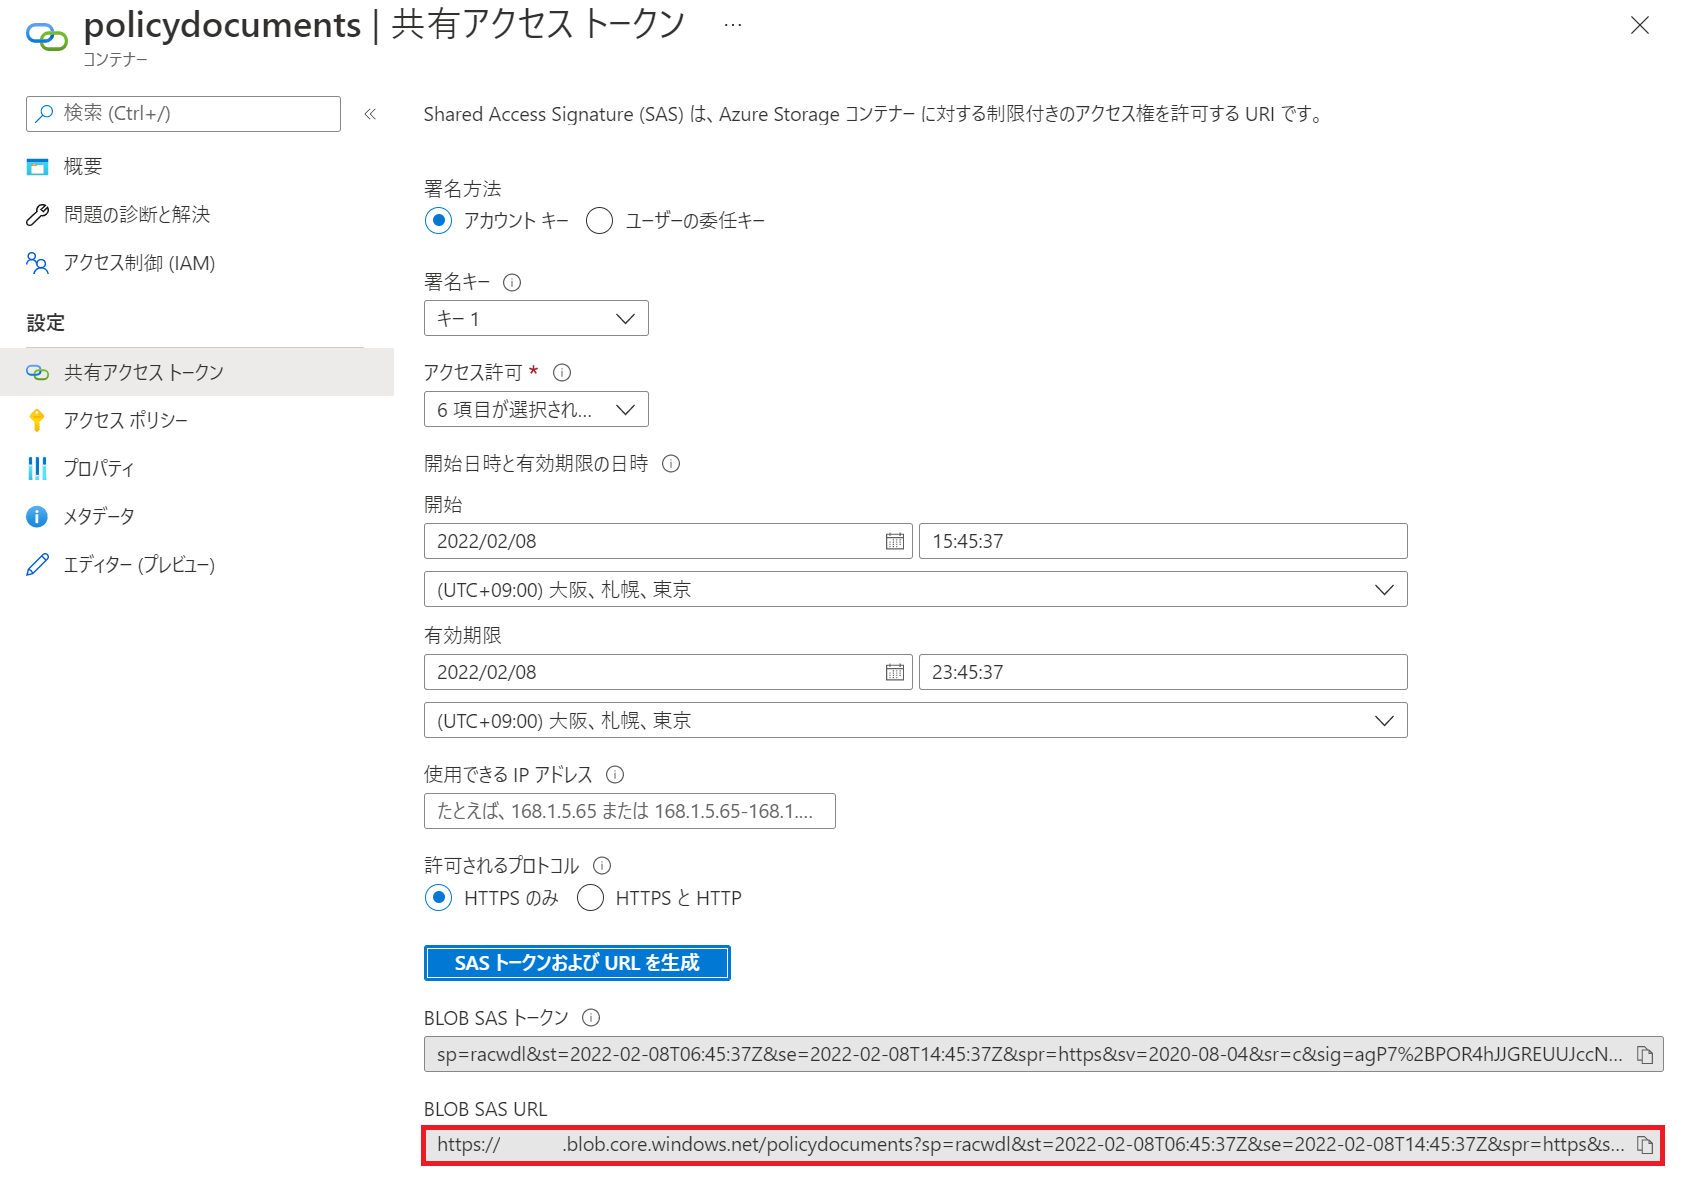 policydocuments | 共有アクセス トークン ...
コンテナー
検索 (Ctrl+/)
«
概要
問題の診断と解決
アクセス制御 (IAM)
設定
共有アクセス トークン
アクセス ポリシー
プロパティ
メタデータ
エディター (プレビュー)
Shared Access Signature (SAS) は、Azure Storage コンテナー に対する制限付きのアクセス権を許可する URI です。
署名方法
アカウント キー ユーザーの委任キー
署名キー
キー 1
アクセス許可 *
6 項目が選択され...
開始日時と有効期限の日時
開始
2022/02/08 15:45:37
(UTC+09:00) 大阪、札幌、東京
有効期限
2022/02/08 23:45:37
(UTC+09:00) 大阪、札幌、東京
使用できる IP アドレス
たとえば、168.1.5.65 または 168.1.5.65-168.1....
許可されるプロトコル
HTTPS のみ HTTPS と HTTP
SAS トークンおよび URL を生成
BLOB SAS トークン
sp=racwdl&st=2022-02-08T06:45:37Z&se=2022-02-08T14:45:37Z&spr=https&sv=2020-08-04&sr=c&sig=agP7%2BPOR4hJJGREUUJccN...
BLOB SAS URL
https:// .blob.core.windows.net/policydocuments?sp=racwdl&st=2022-02-08T06:45:37Z&se=2022-02-08T14:45:37Z&spr=https&s...